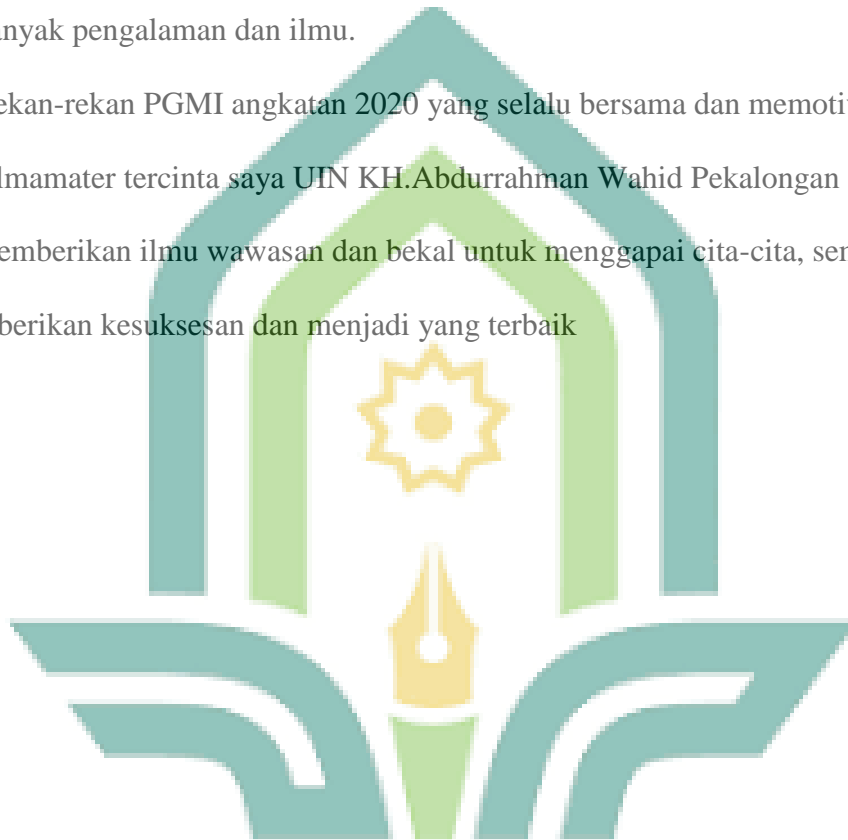 anyak pengalaman dan ilmu.
ekan-rekan PGMI angkatan 2020 yang selalu bersama dan memoti
lmamater tercinta saya UIN KH.Abdurrahman Wahid Pekalongan
emberikan ilmu wawasan dan bekal untuk menggapai cita-cita, se
berikan kesuksesan dan menjadi yang terbaik